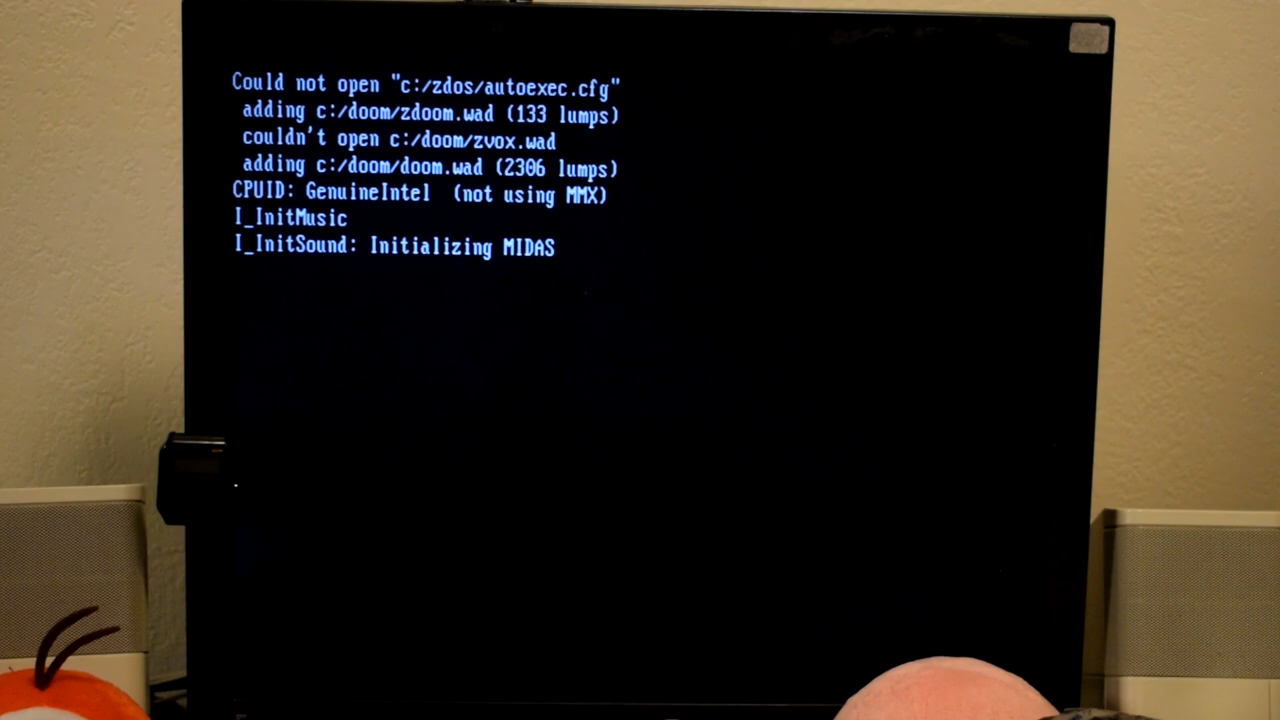 Could not open "c:/zdos/autoexec.cfg"
adding c:/doom/zdoom.wad (133 lumps)
couldn't open c:/doom/zvox.wad
adding c:/doom/doom.wad (2306 lumps)
CPUID: GenuineIntel (not using MMX)
I_InitMusic
I_InitSound: Initializing MIDAS